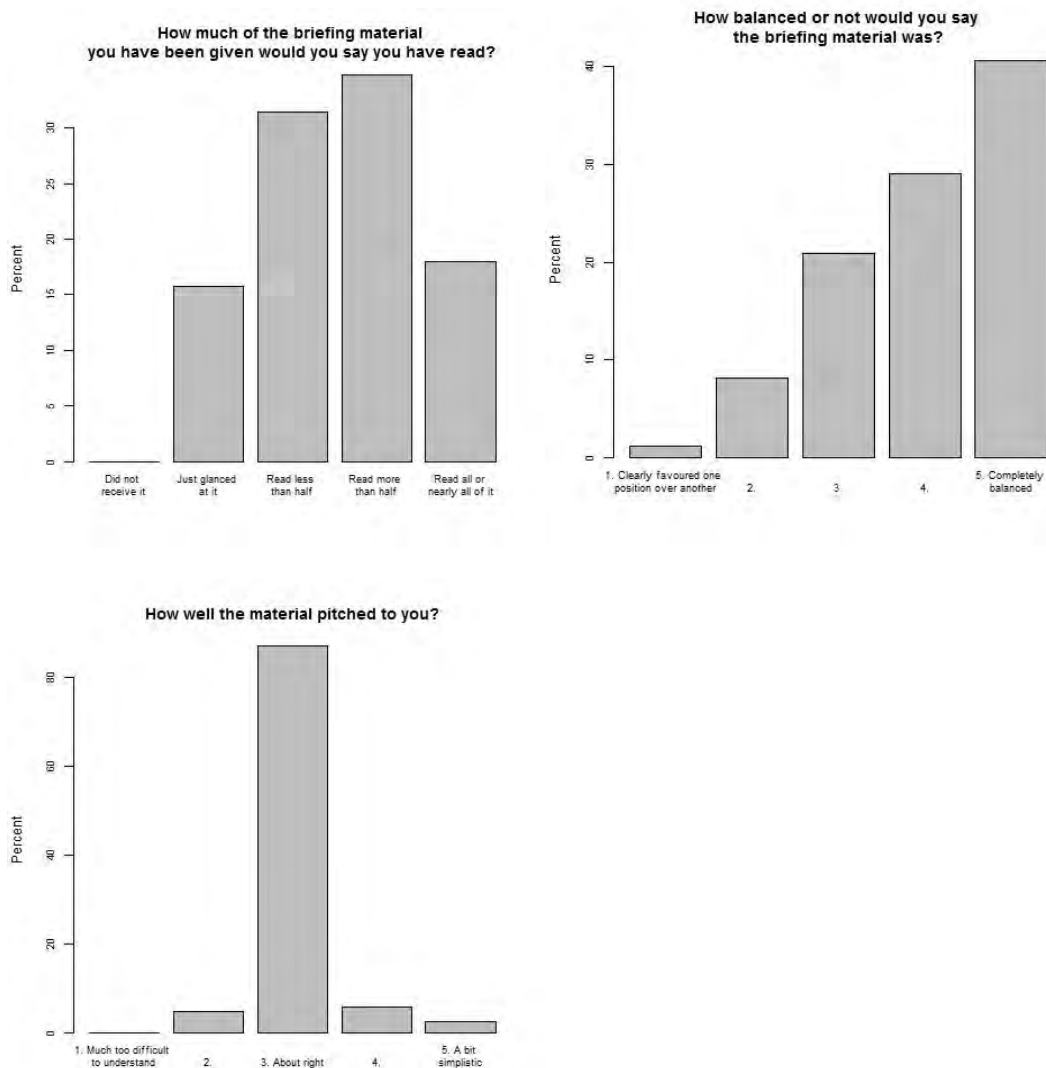 How much of the briefing material
you have been given would you say you have read?
Percent
30
25
20
15
10
5
0
Did not
receive it
Just glanced
at it
Read less
than half
Read more
than half
Read all or
nearly all of it
How balanced or not would you say
the briefing material was?
Percent
40
30
20
10
0
1. Clearly favoured one
position over another
2.
3.
4.
5. Completely
balanced
How well the material pitched to you?
Percent
80
60
40
20
0
1. Much too difficult
to understand
2.
3. About right
4.
5. A bit
simplistic